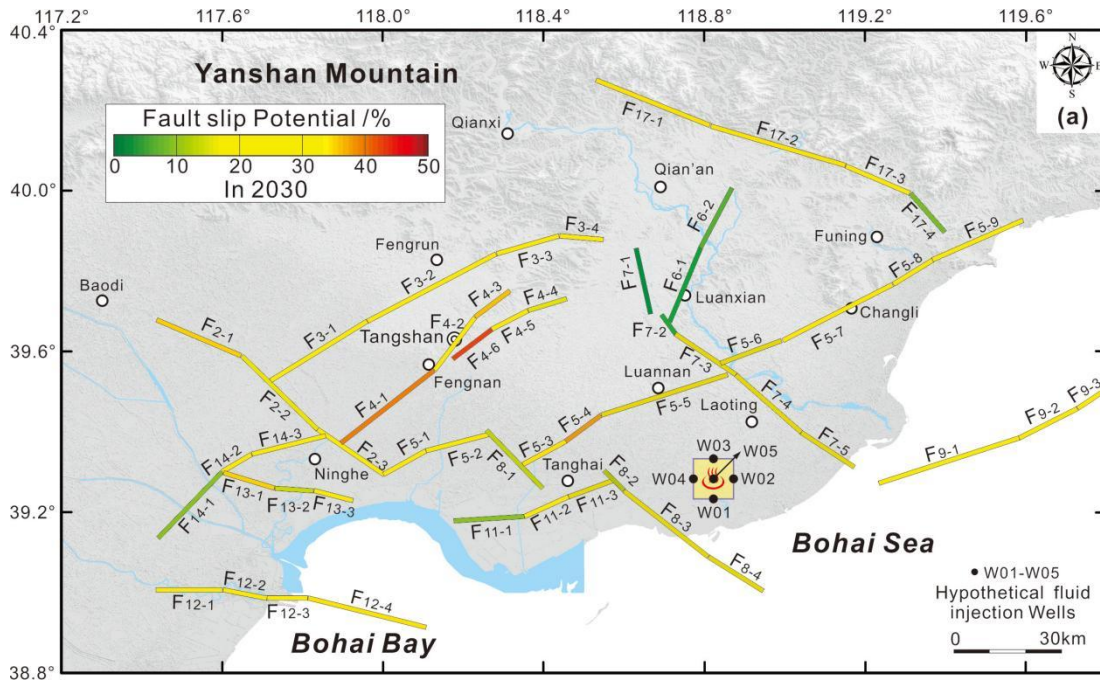 117.2° 117.6° 118.0° 118.4° 118.8° 119.2° 119.6°
40.4°
40.0°
39.6°
39.2°
38.8°
Yanshan Mountain
Fault slip Potential /%
0 10 20 30 40 50
In 2030
N
W E
S
(a)
Qianxi
Qian'an
Fengrun
Funing
Baodi
Luanxian
Changli
Tangshan
Fengnan
Luannan
Laoting
Ninghe
Tanghai
F17-1
F17-2
F17-3
F17-4
F6-2
F6-1
F5-9
F5-8
F5-7
F5-6
F3-4
F3-3
F3-2
F3-1
F7-1
F7-2
F7-3
F7-4
F7-5
F4-3
F4-4
F4-2
F4-5
F4-6
F4-1
F2-1
F2-2
F2-3
F5-1
F5-2
F5-3
F5-4
F5-5
F8-1
F8-2
F8-3
F8-4
F9-1
F9-2
F9-3
F14-1
F14-2
F14-3
F13-1
F13-2
F13-3
F11-1
F11-2
F11-3
F12-1
F12-2
F12-3
F12-4
W03
W05
W04
W02
W01
Bohai Sea
Bohai Bay
W01-W05
Hypothetical fluid
injection Wells
0 30km